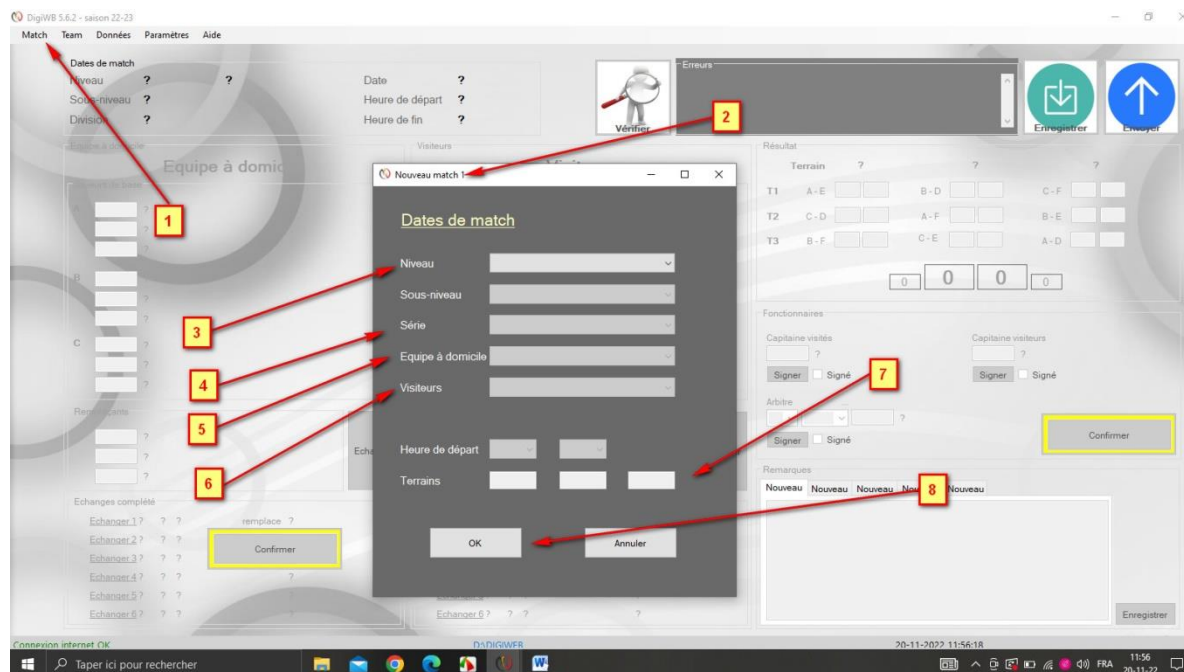 DigiWB 5.6.2 - saison 22-23
Match Team Données Paramètres Aide
Dates de match
Niveau ? ?
Sous-niveau ?
Division ?
Date ?
Heure de départ ?
Heure de fin ?
Vérifier
Erreurs
Enregistrer
Envoyer
Equipe à domicile
Visiteurs
Equipe à domic
1
2
3
4
5
6
7
8
Nouveau match 1
Dates de match
Niveau
Sous-niveau
Série
Equipe à domicile
Visiteurs
Heure de départ
Terrains
OK Annuler
A ?
?
?
B
?
?
C ?
?
?
?
?
?
Echanges complété
Echanger 1 ? ? ? remplace ?
Echanger 2 ? ? ?
Echanger 3 ? ? ?
Echanger 4 ? ? ? ?
Echanger 5 ? ? ? ?
Echanger 6 ? ? ? ?
Confirmer
Echa
Echanger 6 ? ? ? ?
Résultat
Terrain ? ? ?
T1 A - E B - D C - F
T2 C - D A - F B - E
T3 B - F C - E A - D
0 0 0 0
Fonctionnaires
Capitaine visités Capitaine visiteurs
? ?
Signer Signé Signer Signé
Arbitre
?
Signer Signé
Confirmer
Remarques
Nouveau Nouveau Nouveau Nouveau
Enregistrer
Connexion internet OK D:\DIGIWEB 20-11-2022 11:56:18
Taper ici pour rechercher
FRA
11:56
20-11-22